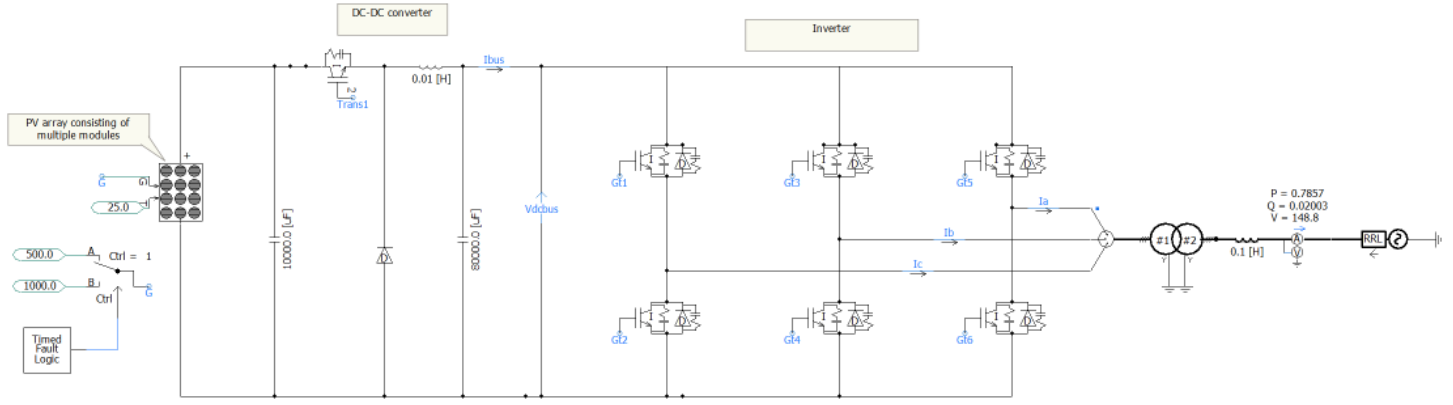 DC-DC converter
Inverter
PV array consisting of
multiple modules
+
G
G
25.0
T
500.0
A
Ctrl = 1
1000.0
B
Ctrl
G
Timed
Fault
Logic
10000.0 [uF]
2
Trans1
D
0.01 [H]
80000.0 [uF]
Ibus
Vdcbus
I
D
Gt1
I
D
Gt3
I
D
Gt5
Ia
Ib
Ic
I
D
Gt2
I
D
Gt4
I
D
Gt6
#1
#2
0.1 [H]
P = 0.7857
Q = 0.02003
V = 148.8
A
V
RRL